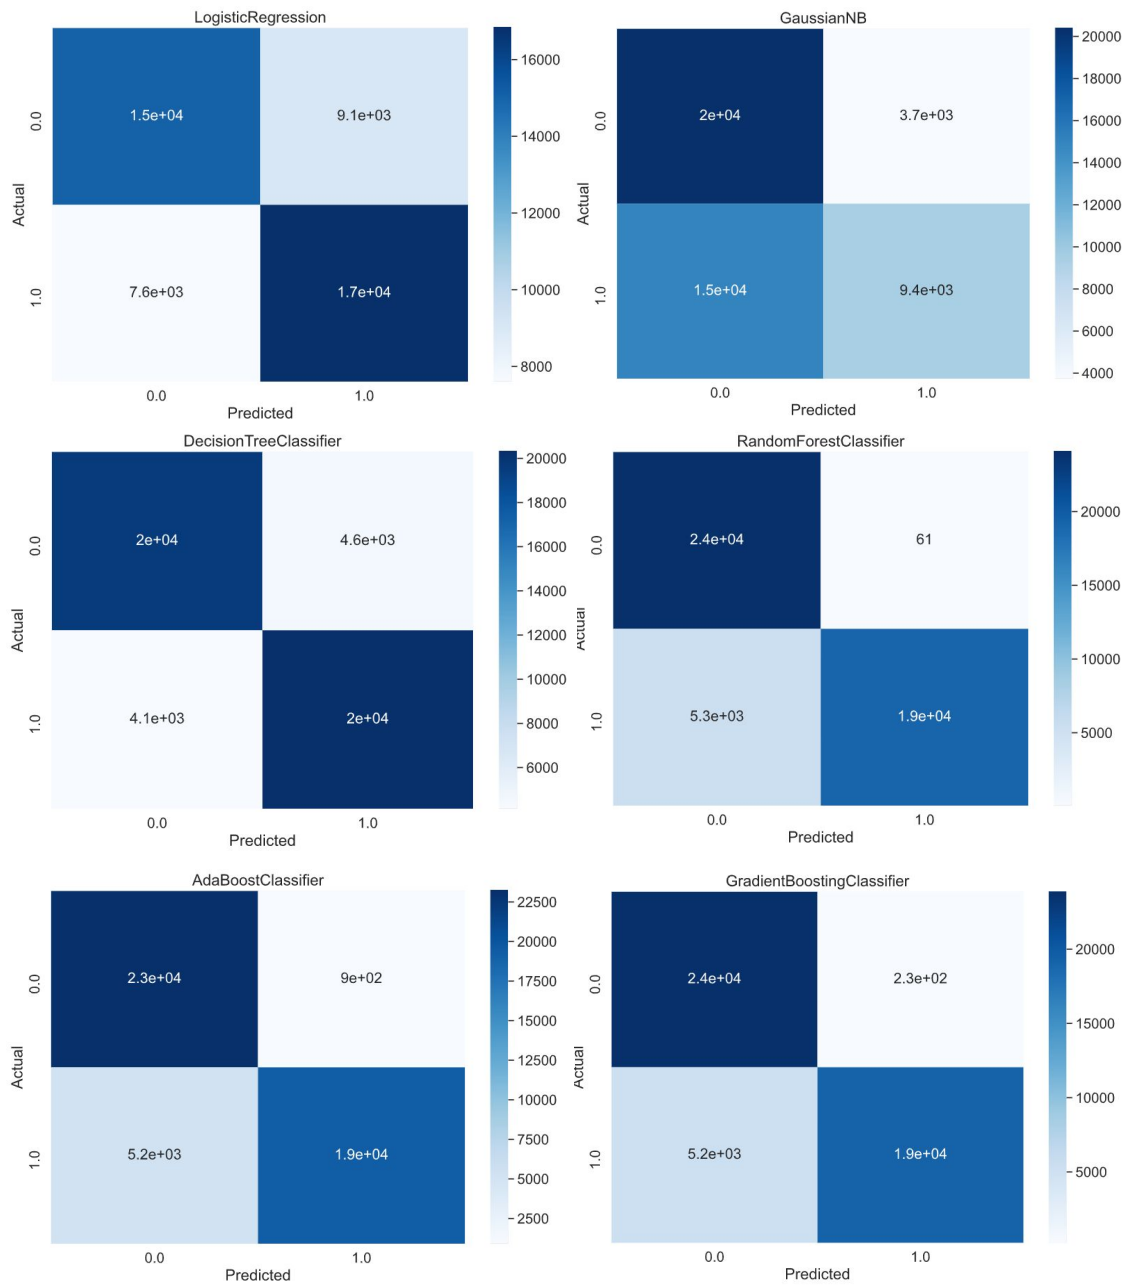 LogisticRegression
0.0
1.5e+04
9.1e+03
1.0
7.6e+03
1.7e+04
Actual
0.0
1.0
Predicted
16000
14000
12000
10000
8000
GaussianNB
0.0
2e+04
3.7e+03
1.0
1.5e+04
9.4e+03
Actual
0.0
1.0
Predicted
20000
18000
16000
14000
12000
10000
8000
6000
4000
DecisionTreeClassifier
0.0
2e+04
4.6e+03
1.0
4.1e+03
2e+04
Actual
0.0
1.0
Predicted
20000
18000
16000
14000
12000
10000
8000
6000
RandomForestClassifier
0.0
2.4e+04
61
1.0
5.3e+03
1.9e+04
Actual
0.0
1.0
Predicted
20000
15000
10000
5000
AdaBoostClassifier
0.0
2.3e+04
9e+02
1.0
5.2e+03
1.9e+04
Actual
0.0
1.0
Predicted
22500
20000
17500
15000
12500
10000
7500
5000
2500
GradientBoostingClassifier
0.0
2.4e+04
2.3e+02
1.0
5.2e+03
1.9e+04
Actual
0.0
1.0
Predicted
20000
15000
10000
5000